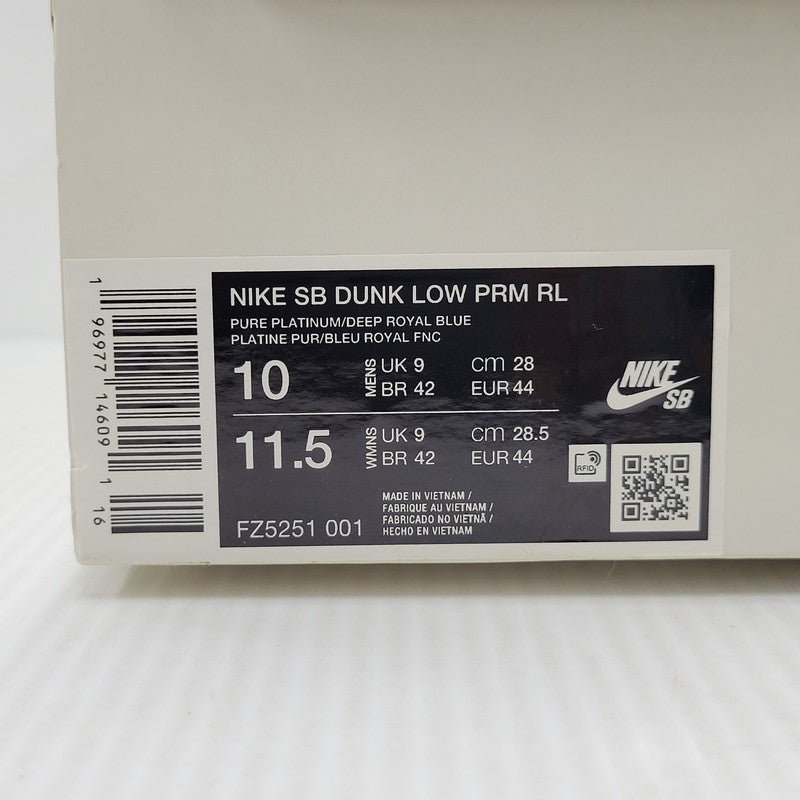 NIKE SB DUNK LOW PRM RL
PURE PLATINUM/DEEP ROYAL BLUE
PLATINE PUR/BLEU ROYAL FNC
10 MENS UK 9 cm 28
BR 42 EUR 44
11.5 WMNS UK 9 cm 28.5
BR 42 EUR 44
NIKE SB
RFID
FZ5251 001
MADE IN VIETNAM /
FABRIQUE AU VIETNAM /
FABRICADO NO VIETNÃ /
HECHO EN VIETNAM
1 96977 14609 1 16